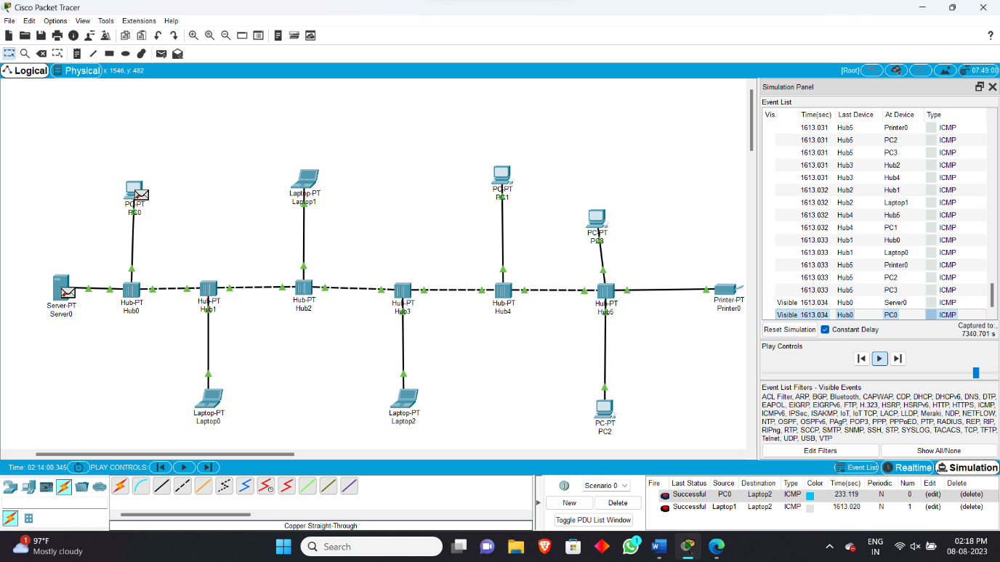 Cisco Packet Tracer
File Edit Options View Tools Extensions Help
?
Logical Physical x: 1546, y: 482 [Root] 07:49:00
PC-PT
PC0
Laptop-PT
Laptop1
PC-PT
PC1
PC-PT
PC3
Server-PT
Server0
Hub-PT
Hub0
Hub-PT
Hub1
Hub-PT
Hub2
Hub-PT
Hub3
Hub-PT
Hub4
Hub-PT
Hub5
Printer-PT
Printer0
Laptop-PT
Laptop0
Laptop-PT
Laptop2
PC-PT
PC2
Simulation Panel
Event List
Vis. Time(sec) Last Device At Device Type
1613.031 Hub5 Printer0 ICMP
1613.031 Hub5 PC2 ICMP
1613.031 Hub5 PC3 ICMP
1613.031 Hub3 Hub2 ICMP
1613.031 Hub3 Hub4 ICMP
1613.032 Hub2 Hub1 ICMP
1613.032 Hub2 Laptop1 ICMP
1613.032 Hub4 Hub5 ICMP
1613.032 Hub4 PC1 ICMP
1613.033 Hub1 Hub0 ICMP
1613.033 Hub1 Laptop0 ICMP
1613.033 Hub5 Printer0 ICMP
1613.033 Hub5 PC2 ICMP
1613.033 Hub5 PC3 ICMP
Visible 1613.034 Hub0 Server0 ICMP
Visible 1613.034 Hub0 PC0 ICMP
Reset Simulation Constant Delay Captured to:,
7340.701 s
Play Controls
Event List Filters - Visible Events
ACL Filter, ARP, BGP, Bluetooth, CAPWAP, CDP, DHCP, DHCPv6, DNS, DTP,
EAPOL, EIGRP, EIGRPv6, FTP, H.323, HSRP, HSRPv6, HTTP, HTTPS, ICMP,
ICMPv6, IPSec, ISAKMP, IoT, IoT TCP, LACP, LLDP, Meraki, NDP, NETFLOW,
NTP, OSPF, OSPFv6, PAgP, POP3, PPP, PPPoED, PTP, RADIUS, REP, RIP,
RIPng, RTP, SCCP, SMTP, SNMP, SSH, STP, SYSLOG, TACACS, TCP, TFTP,
Telnet, UDP, USB, VTP
Edit Filters Show All/None
Time: 02:14:00.345 PLAY CONTROLS: Event List Realtime Simulation
Copper Straight-Through
Scenario 0
New Delete
Toggle PDU List Window
Fire Last Status Source Destination Type Color Time(sec) Periodic Num Edit Delete
Successful PC0 Laptop2 ICMP 233.119 N 0 (edit) (delete)
Successful Laptop1 Laptop2 ICMP 1613.020 N 1 (edit) (delete)
1
97°F
Mostly cloudy
Search
1
ENG
IN
02:18 PM
08-08-2023